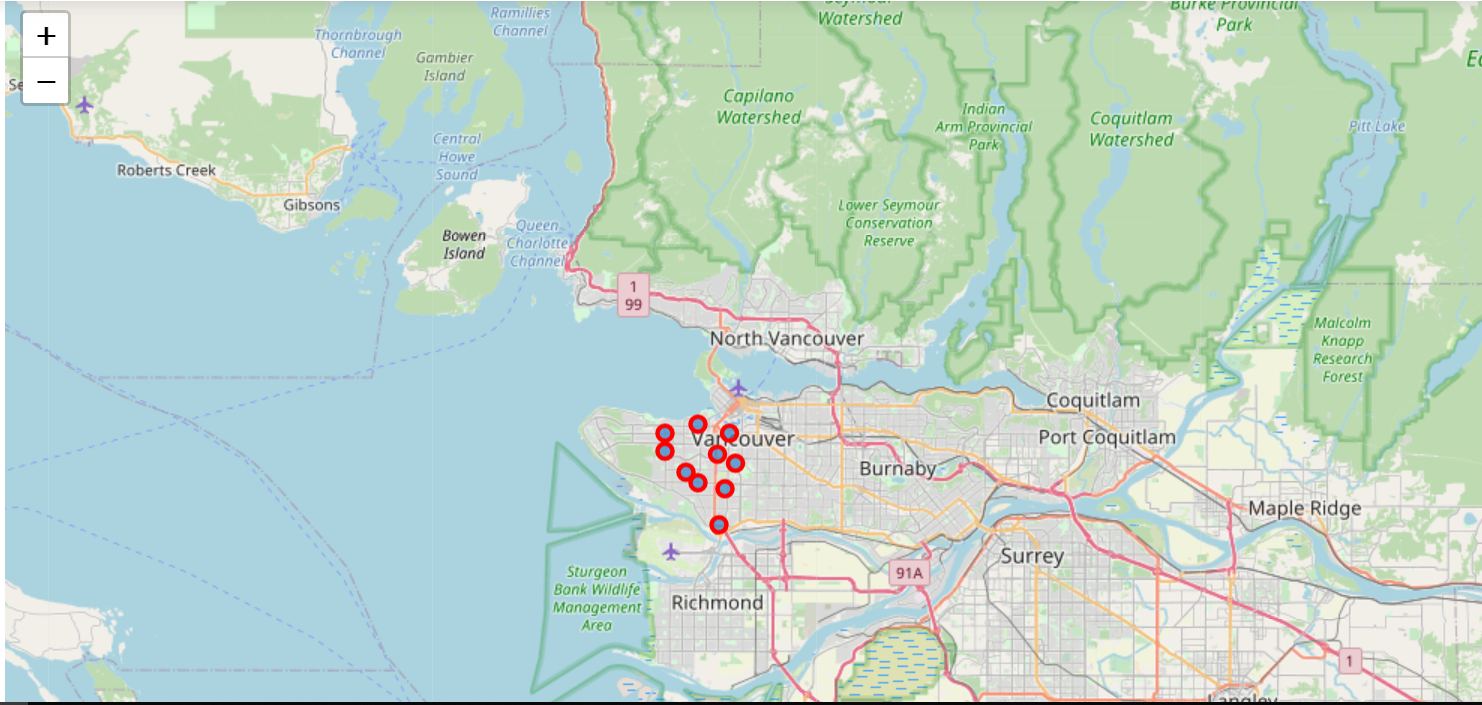 +
−
Ramillies
Channel
Thornbrough
Channel
Gambier
Island
Seymour
Watershed
Burke Provincial
Park
Se
Capilano
Watershed
Indian
Arm Provincial
Park
Coquitlam
Watershed
Pitt Lake
Central
Howe
Sound
Roberts Creek
Gibsons
Lower Seymour
Conservation
Reserve
Bowen
Island
Queen
Charlotte
Channel
1
99
North Vancouver
Malcolm
Knapp
Research
Forest
Coquitlam
Port Coquitlam
Vancouver
Burnaby
Maple Ridge
Surrey
91A
Sturgeon
Bank Wildlife
Management
Area
Richmond
1
Langley